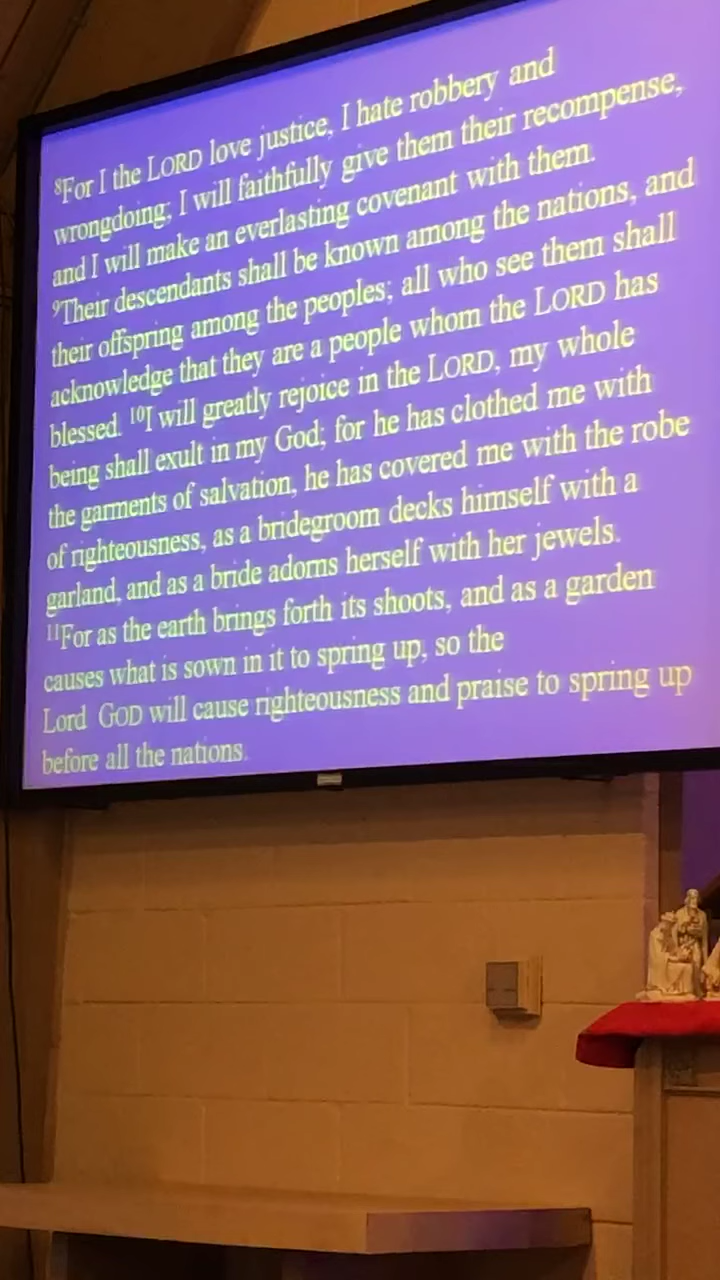 ⁸For I the LORD love justice, I hate robbery and
wrongdoing; I will faithfully give them their recompense,
and I will make an everlasting covenant with them.
⁹Their descendants shall be known among the nations, and
their offspring among the peoples; all who see them shall
acknowledge that they are a people whom the LORD has
blessed. ¹⁰I will greatly rejoice in the LORD, my whole
being shall exult in my God; for he has clothed me with
the garments of salvation, he has covered me with the robe
of righteousness, as a bridegroom decks himself with a
garland, and as a bride adorns herself with her jewels.
¹¹For as the earth brings forth its shoots, and as a garden
causes what is sown in it to spring up, so the
Lord GOD will cause righteousness and praise to spring up
before all the nations.